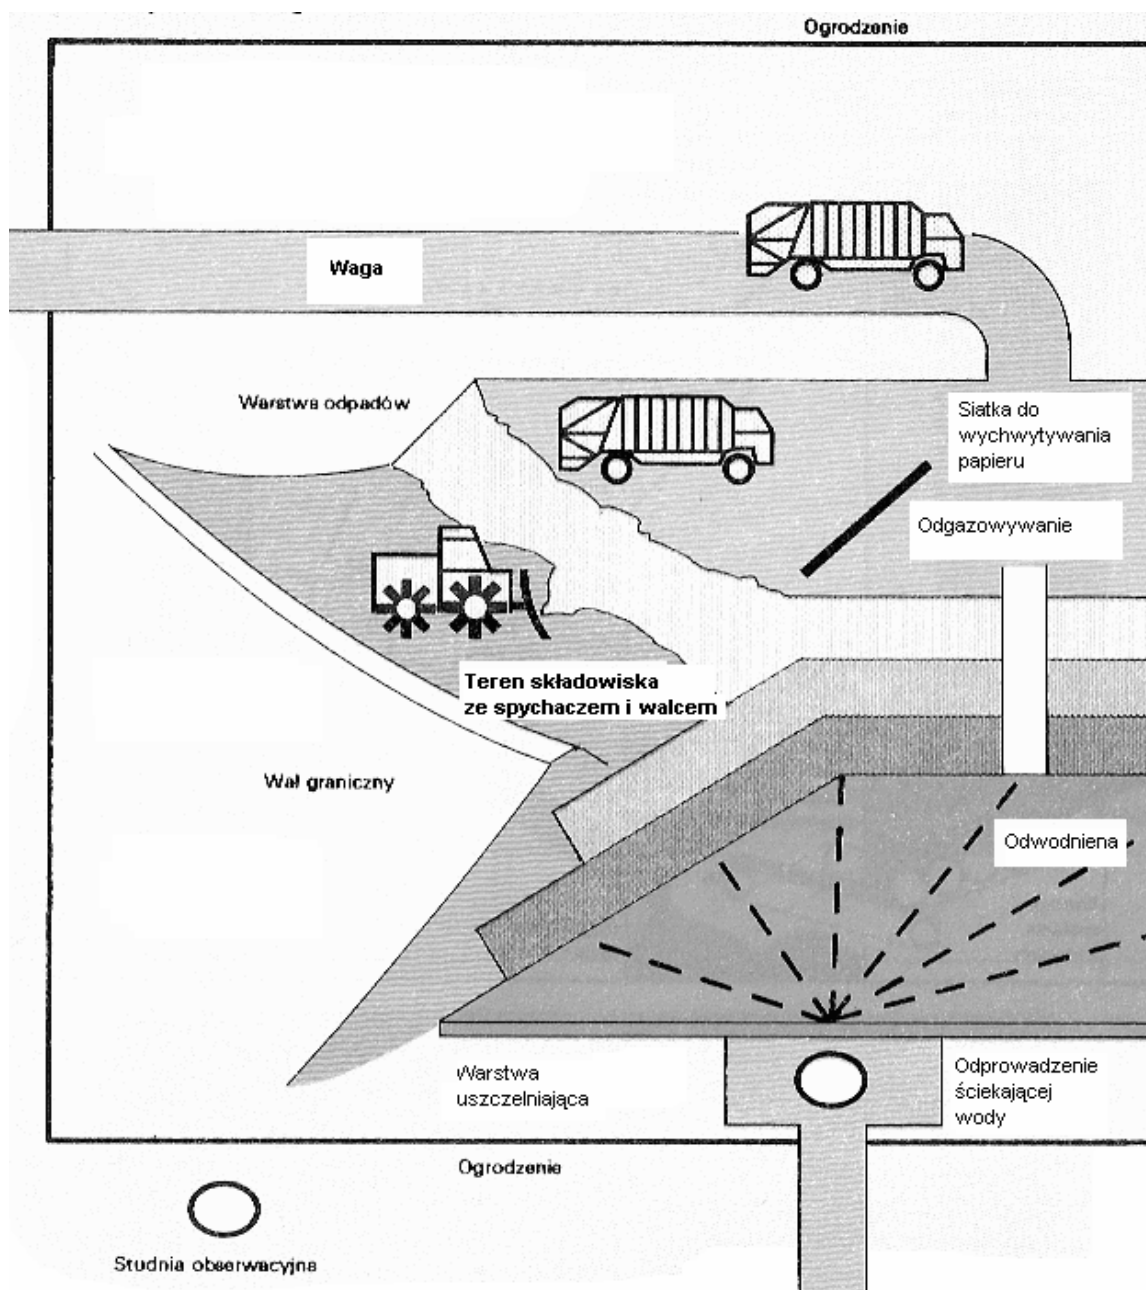 Ogrodzenie
Waga
Warstwa odpadów
Siatka do
wychwytywania
papieru
Odgazowywanie
Teren składowiska
ze spychaczem i walcem
Wał graniczny
Odwodniena
Warstwa
uszczelniająca
Odprowadzenie
ściekającej
wody
Ogrodzenie
Studnia obserwacyjna